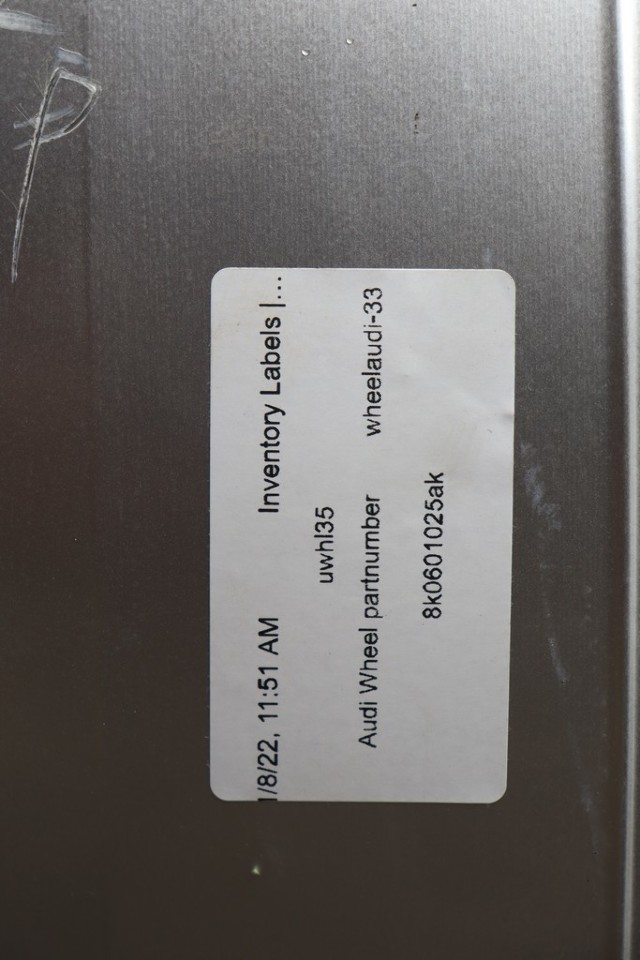 1/8/22, 11:51 AM Inventory Labels |...
uwhl35
Audi Wheel partnumber wheelaudi-33
8k0601025ak